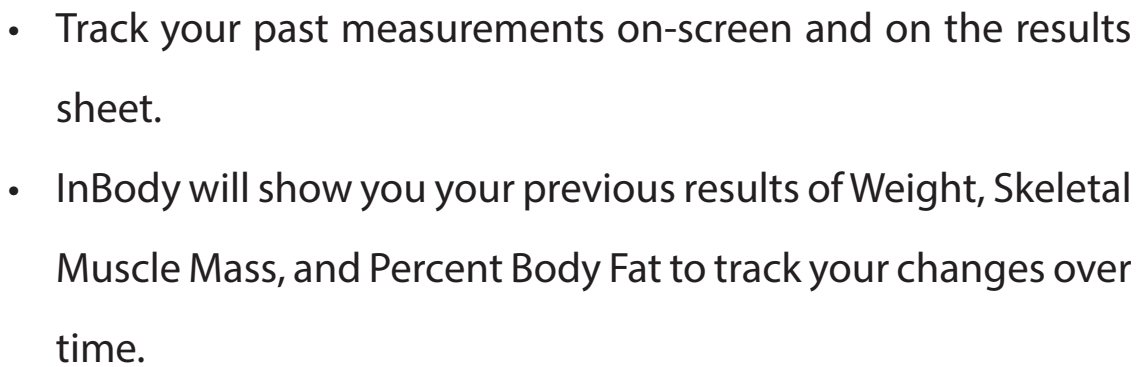 • Track your past measurements on-screen and on the results
sheet.
• InBody will show you your previous results of Weight, Skeletal
Muscle Mass, and Percent Body Fat to track your changes over
time.